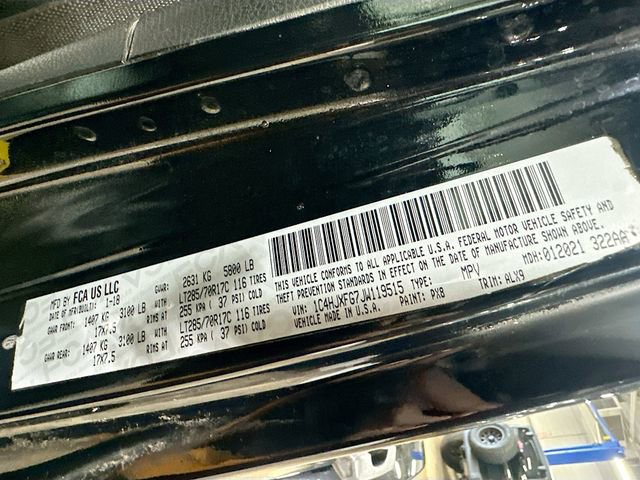 MFD BY: FCA US LLC
DATE OF MFR/BUILT: 1-18 GVWR: 2631 KG 5800 LB
GAWR FRONT: 1407 KG 3100 LB WITH LT285/70R17C 116 TIRES
17X7.5 RIMS AT 255 KPA ( 37 PSI) COLD
GAWR REAR: 1407 KG 3100 LB WITH LT285/70R17C 116 TIRES
17X7.5 RIMS AT 255 KPA ( 37 PSI) COLD
THIS VEHICLE CONFORMS TO ALL APPLICABLE U.S.A. FEDERAL MOTOR VEHICLE SAFETY AND
THEFT PREVENTION STANDARDS IN EFFECT ON THE DATE OF MANUFACTURE SHOWN ABOVE.
VIN: 1C4HJXFG7JW119515 MPV MDH:012021 322AA
VEHICLE MADE IN U.S.A. PAINT: PX8 TRIM: ALX9